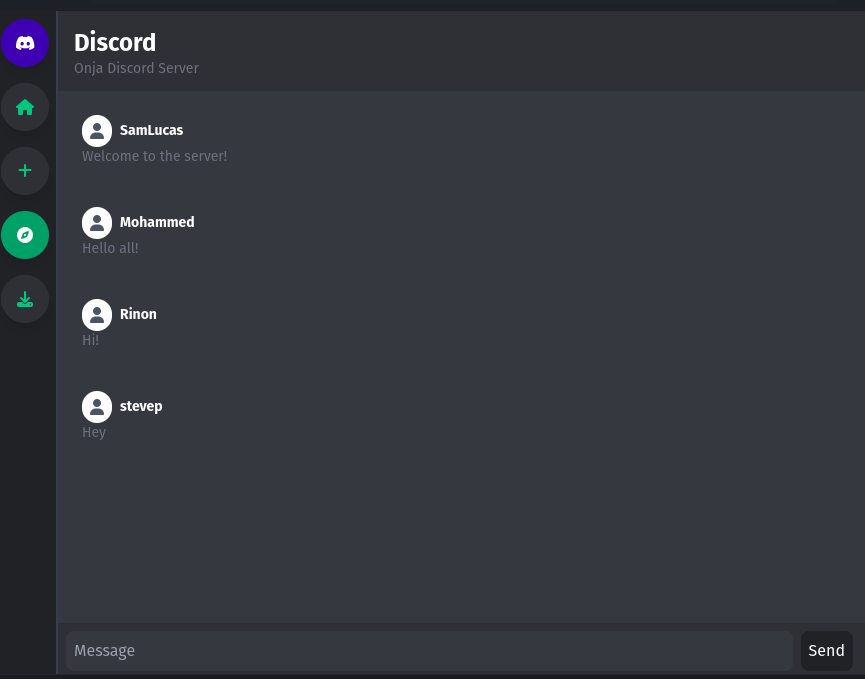 Discord
Onja Discord Server
SamLucas
Welcome to the server!
Mohammed
Hello all!
Rinon
Hi!
stevep
Hey
Message
Send